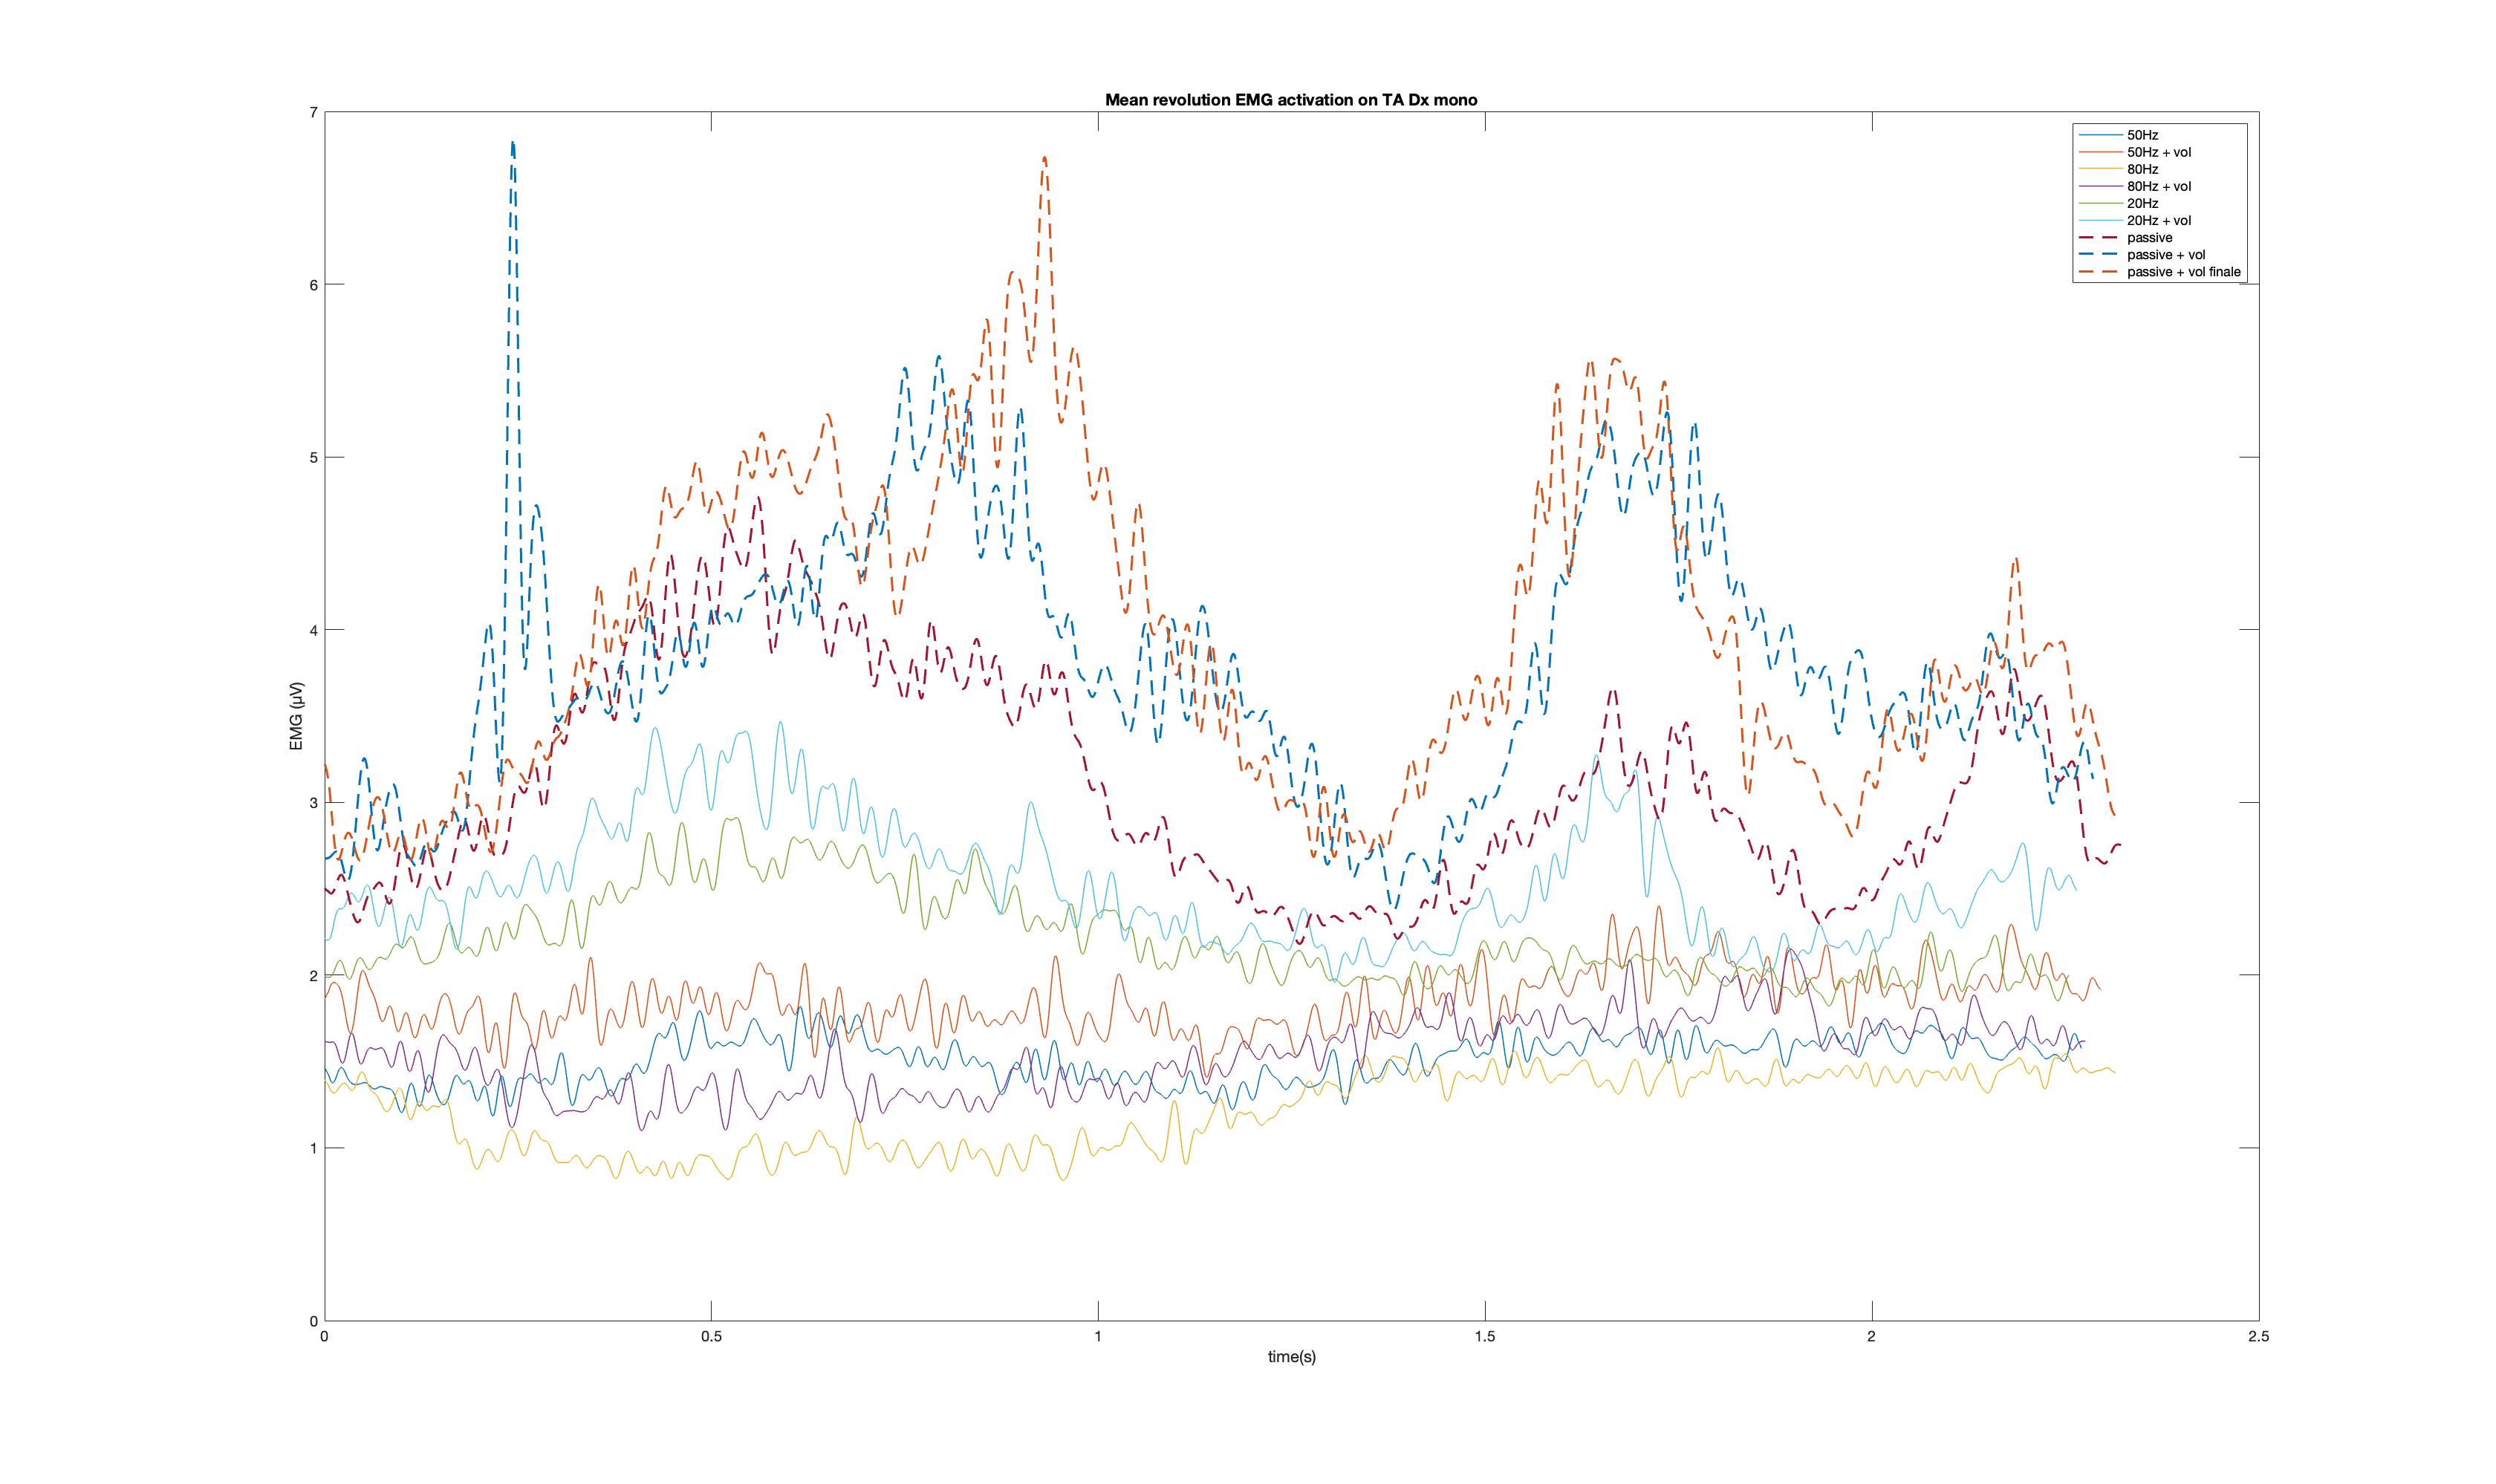 Mean revolution EMG activation on TA Dx mono
50Hz
50Hz + vol
80Hz
80Hz + vol
20Hz
20Hz + vol
passive
passive + vol
passive + vol finale
7
6
5
4
3
2
1
0
EMG (µV)
0 0.5 1 1.5 2 2.5
time(s)